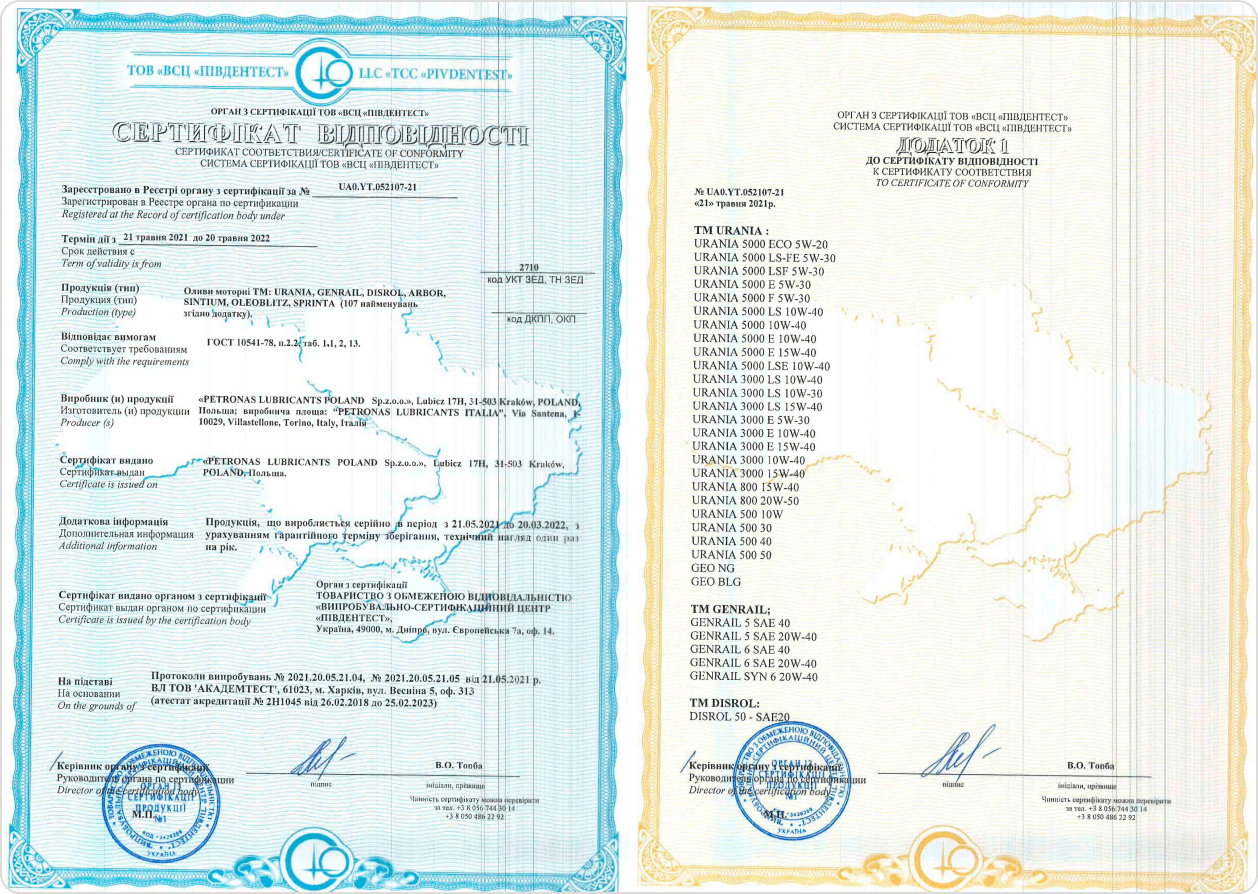 ТОВ «ВСЦ «ПІВДЕНТЕСТ»
LLC «TCC «PIVDENTEST»
ОРГАН З СЕРТИФІКАЦІЇ ТОВ «ВСЦ «ПІВДЕНТЕСТ»
СЕРТИФІКАТ ВІДПОВІДНОСТІ
СЕРТИФИКАТ СООТВЕТСТВИЯ/CERTIFICATE OF CONFORMITY
СИСТЕМА СЕРТИФІКАЦІЇ ТОВ «ВСЦ «ПІВДЕНТЕСТ»
Зареєстровано в Реєстрі органу з сертифікації за № UA0.YT.052107-21
Зарегистрирован в Реестре органа по сертификации
Registered at the Record of certification body under
Термін дії з 21 травня 2021 до 20 травня 2022
Срок действия с
Term of validity is from
2710
код УКТ ЗЕД, ТН ЗЕД
Продукція (тип)
Продукция (тип)
Production (type)
Оливи моторні ТМ: URANIA, GENRAIL, DISROL, ARBOR,
SINTIUM, OLEOBLITZ, SPRINTA (107 найменувань
згідно додатку).
код ДКПП, ОКП
Відповідає вимогам
Соответствует требованиям
Comply with the requirements
ГОСТ 10541-78, п.2.2, таб. 1.1, 2, 13.
Виробник (и) продукції
Изготовитель (и) продукции
Producer (s)
«PETRONAS LUBRICANTS POLAND Sp.z.o.o.», Lubicz 17H, 31-503 Kraków, POLAND,
Польща; виробнича площа: "PETRONAS LUBRICANTS ITALIA", Via Santena, 1-
10029, Villastellone, Torino, Italy, Італія
Сертифікат видано
Сертификат выдан
Certificate is issued on
«PETRONAS LUBRICANTS POLAND Sp.z.o.o.», Lubicz 17H, 31-503 Kraków,
POLAND, Польща.
Додаткова інформація
Дополнительная информация
Additional information
Продукція, що виробляється серійно в період з 21.05.2021 до 20.03.2022, з
урахуванням гарантійного терміну зберігання, технічний нагляд один раз
на рік.
Сертифікат видано органом з сертифікації
Сертификат выдан органом по сертификации
Certificate is issued by the certification body
Орган з сертифікації
ТОВАРИСТВО З ОБМЕЖЕНОЮ ВІДПОВІДАЛЬНІСТЮ
«ВИПРОБУВАЛЬНО-СЕРТИФІКАЦІЙНИЙ ЦЕНТР
«ПІВДЕНТЕСТ»,
Україна, 49000, м. Дніпро, вул. Європейська 7а, оф. 14.
На підставі
На основании
On the grounds of
Протоколи випробувань № 2021.20.05.21.04, № 2021.20.05.21.05 від 21.05.2021 р.
ВЛ ТОВ 'АКАДЕМТЕСТ', 61023, м. Харків, вул. Весніна 5, оф. 313
(атестат акредитації № 2Н1045 від 26.02.2018 до 25.02.2023)
Керівник органу з сертифікації
Руководитель органа по сертификации
Director of the certification body
М.П.
підпис
В.О. Тооба
ініціали, прізвище
Чинність сертифікату можна перевірити
за тел. +3 8 056 744 30 14
+3 8 050 486 22 92
ОРГАН З СЕРТИФІКАЦІЇ ПРОДУКЦІЇ №1
УКРАЇНА
ОРГАН З СЕРТИФІКАЦІЇ ТОВ «ВСЦ «ПІВДЕНТЕСТ»
СИСТЕМА СЕРТИФІКАЦІЇ ТОВ «ВСЦ «ПІВДЕНТЕСТ»
ДОДАТОК 1
ДО СЕРТИФІКАТУ ВІДПОВІДНОСТІ
К СЕРТИФИКАТУ СООТВЕТСТВИЯ
TO CERTIFICATE OF CONFORMITY
№ UA0.YT.052107-21
«21» травня 2021р.
TM URANIA :
URANIA 5000 ECO 5W-20
URANIA 5000 LS-FE 5W-30
URANIA 5000 LSF 5W-30
URANIA 5000 E 5W-30
URANIA 5000 F 5W-30
URANIA 5000 LS 10W-40
URANIA 5000 10W-40
URANIA 5000 E 10W-40
URANIA 5000 E 15W-40
URANIA 5000 LSE 10W-40
URANIA 3000 LS 10W-40
URANIA 3000 LS 10W-30
URANIA 3000 LS 15W-40
URANIA 3000 E 5W-30
URANIA 3000 E 10W-40
URANIA 3000 E 15W-40
URANIA 3000 10W-40
URANIA 3000 15W-40
URANIA 800 15W-40
URANIA 800 20W-50
URANIA 500 10W
URANIA 500 30
URANIA 500 40
URANIA 500 50
GEO NG
GEO BLG
TM GENRAIL;
GENRAIL 5 SAE 40
GENRAIL 5 SAE 20W-40
GENRAIL 6 SAE 40
GENRAIL 6 SAE 20W-40
GENRAIL SYN 6 20W-40
TM DISROL:
DISROL 50 - SAE20
Керівник органу з сертифікації
Руководитель органа по сертификации
Director of the certification body
М.П.
підпис
В.О. Тооба
ініціали, прізвище
Чинність сертифікату можна перевірити
за тел. +3 8 056 744 30 14
+3 8 050 486 22 92
ОРГАН З СЕРТИФІКАЦІЇ ПРОДУКЦІЇ №1
УКРАЇНА